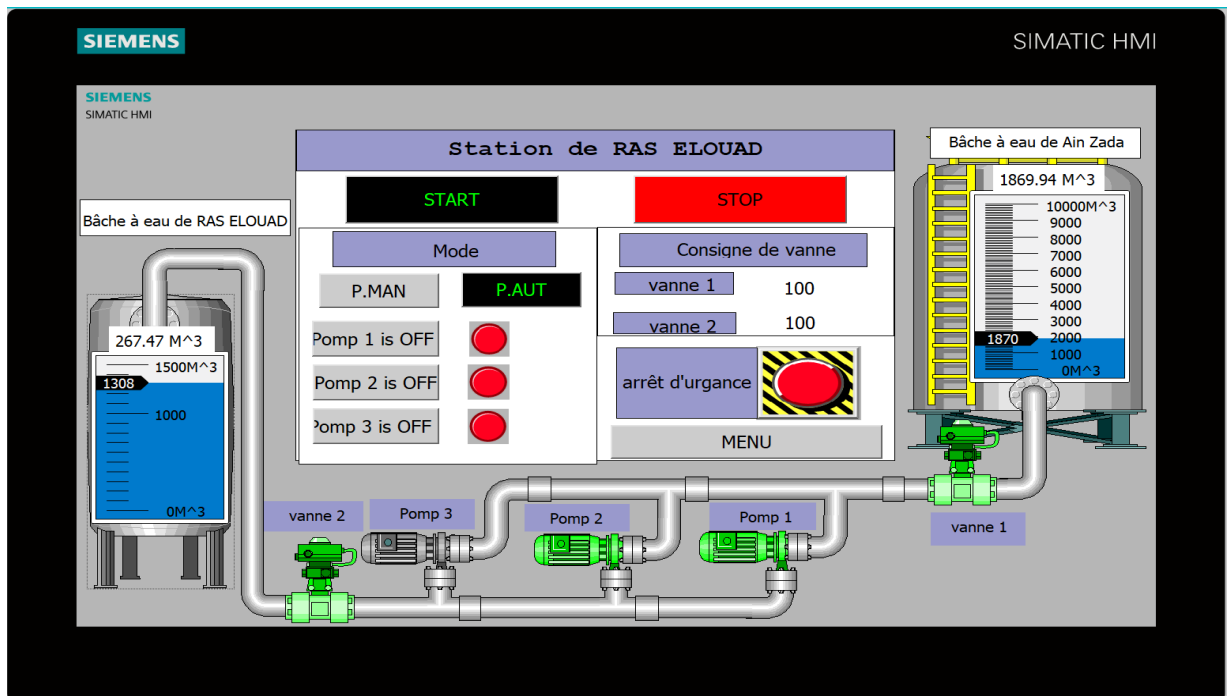 SIEMENS
SIMATIC HMI
SIEMENS
SIMATIC HMI
Station de RAS ELOUAD
START
STOP
Mode
P.MAN
P.AUT
Pomp 1 is OFF
Pomp 2 is OFF
Pomp 3 is OFF
Consigne de vanne
vanne 1
100
vanne 2
100
arrêt d'urgance
MENU
Bâche à eau de RAS ELOUAD
267.47 M^3
1500M^3
1308
1000
0M^3
Bâche à eau de Ain Zada
1869.94 M^3
10000M^3
9000
8000
7000
6000
5000
4000
3000
1870
2000
1000
0M^3
vanne 2
Pomp 3
Pomp 2
Pomp 1
vanne 1